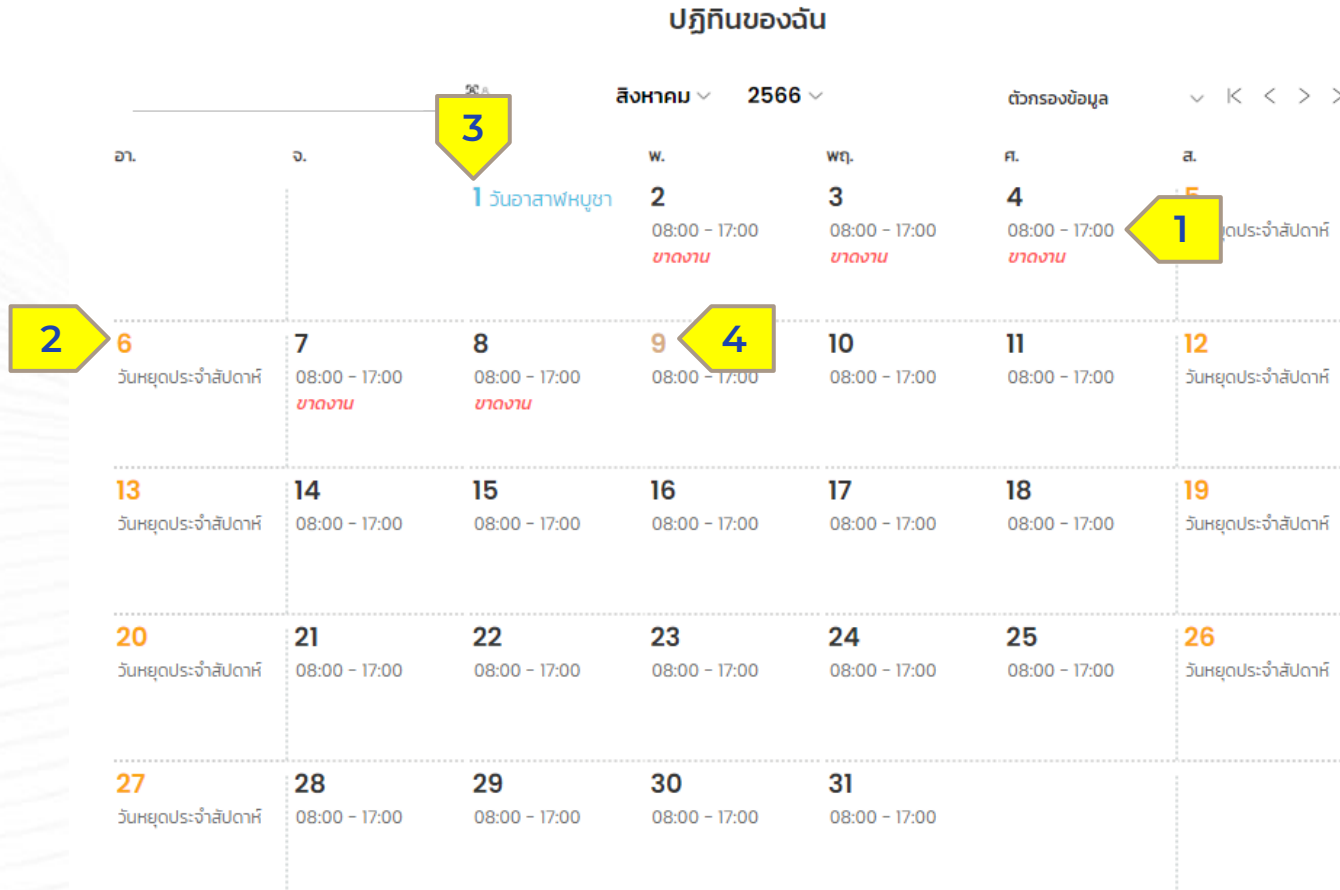 ปฏิทินของฉัน
สิงหาคม 2566 ตัวกรองข้อมูล
3
อา. จ. พ. พฤ. ศ. ส.
1 วันอาสาฬหบูชา 2 3 4 5
08:00 - 17:00 08:00 - 17:00 08:00 - 17:00 1
ขาดงาน ขาดงาน ขาดงาน
2 6 7 8 9 4 10 11 12
วันหยุดประจำสัปดาห์ 08:00 - 17:00 08:00 - 17:00 08:00 - 17:00 08:00 - 17:00 08:00 - 17:00 วันหยุดประจำสัปดาห์
ขาดงาน ขาดงาน
13 14 15 16 17 18 19
วันหยุดประจำสัปดาห์ 08:00 - 17:00 08:00 - 17:00 08:00 - 17:00 08:00 - 17:00 08:00 - 17:00 วันหยุดประจำสัปดาห์
20 21 22 23 24 25 26
วันหยุดประจำสัปดาห์ 08:00 - 17:00 08:00 - 17:00 08:00 - 17:00 08:00 - 17:00 08:00 - 17:00 วันหยุดประจำสัปดาห์
27 28 29 30 31
วันหยุดประจำสัปดาห์ 08:00 - 17:00 08:00 - 17:00 08:00 - 17:00 08:00 - 17:00